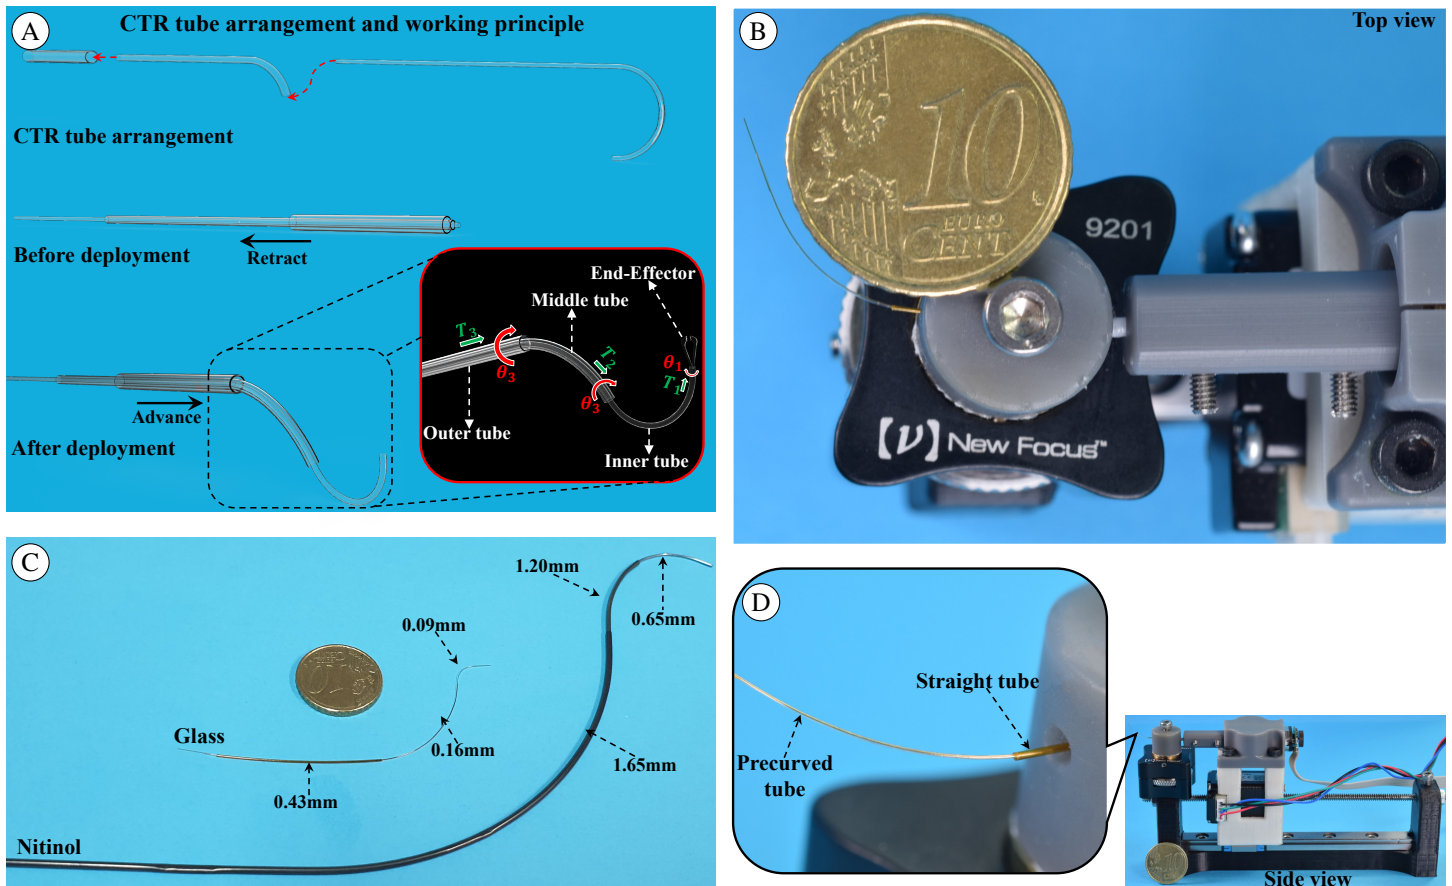 A
CTR tube arrangement and working principle
CTR tube arrangement
Before deployment
Retract
Advance
After deployment
End-Effector
Middle tube
T3
θ3
T2
θ3
θ1
T1
Outer tube
Inner tube
B
Top view
10
EURO
CENT
9201
[ν] New Focus™
C
1.20mm
0.65mm
0.09mm
10
Glass
0.16mm
1.65mm
0.43mm
Nitinol
D
Straight tube
Precurved
tube
10
Side view